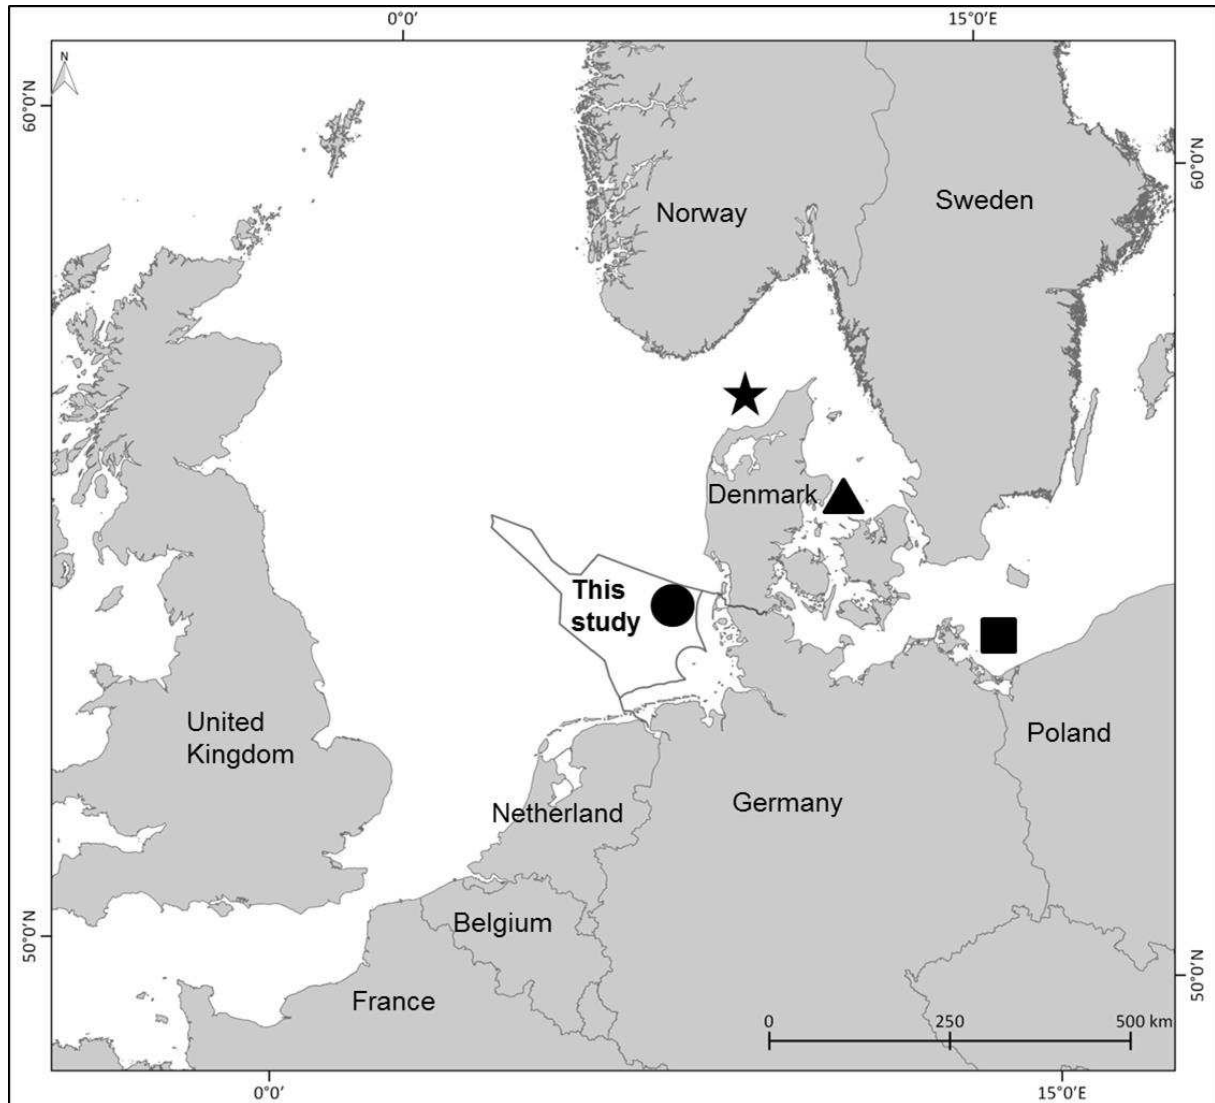 0°0′
15°0′E
N
60°0′N
60°0′N
Sweden
Norway
Denmark
This
study
United
Kingdom
Poland
Netherland
Germany
Belgium
50°0′N
50°0′N
France
0
250
500 km
0°0′
15°0′E